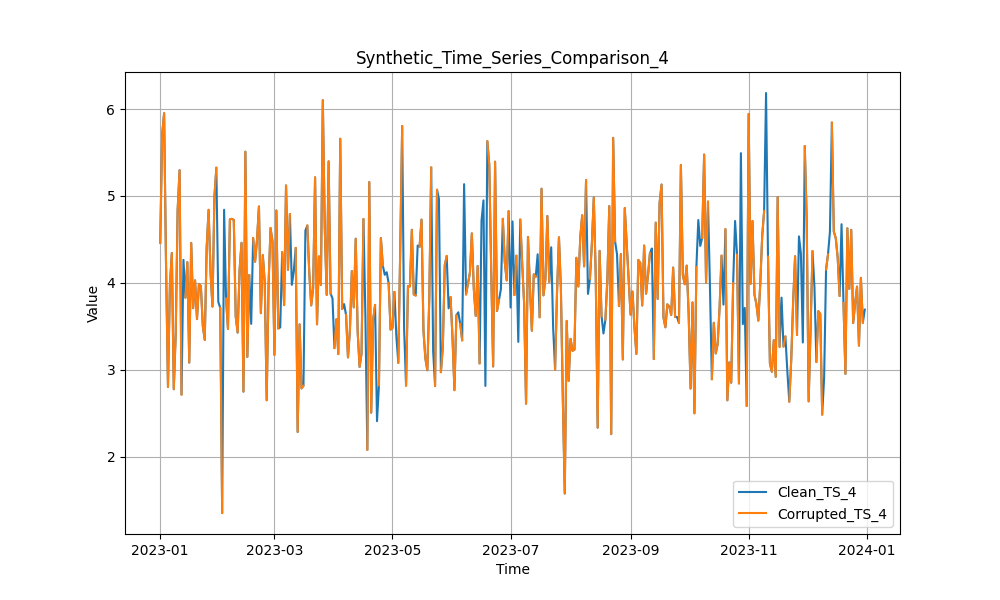 Synthetic_Time_Series_Comparison_4
6
5
4
3
2
Value
2023-01
2023-03
2023-05
2023-07
2023-09
2023-11
2024-01
Time
Clean_TS_4
Corrupted_TS_4